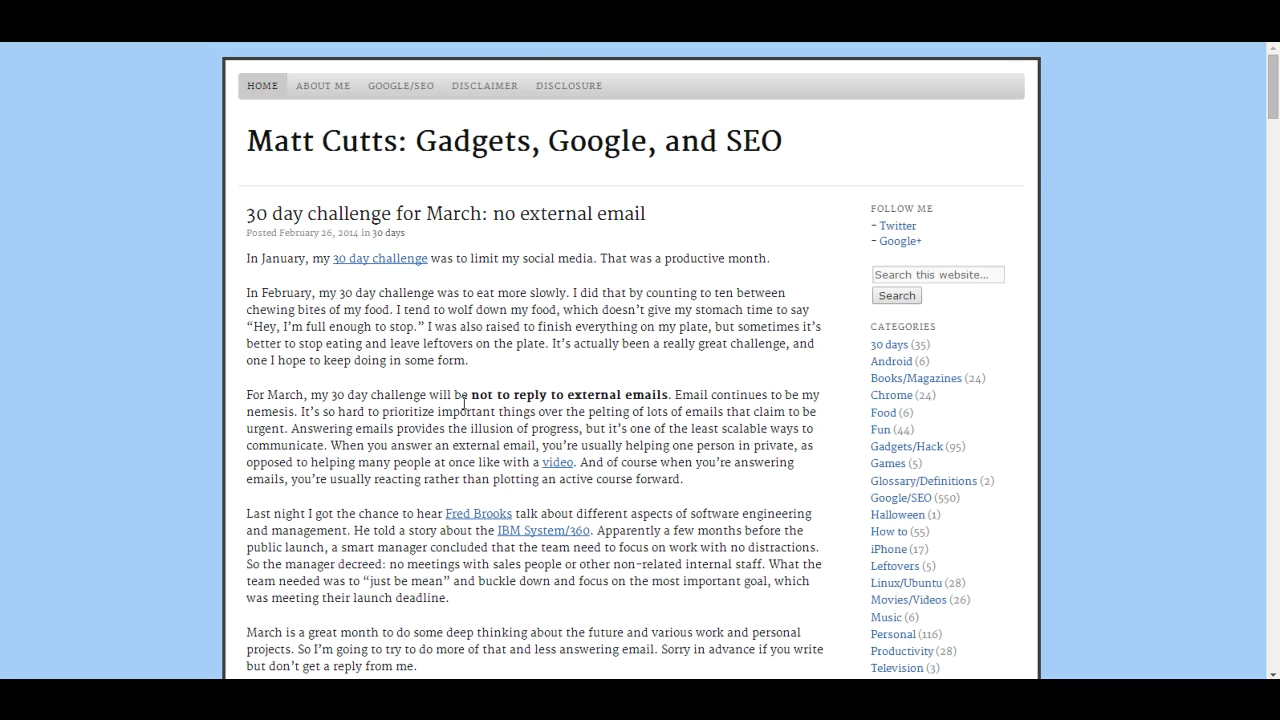 HOME ABOUT ME GOOGLE/SEO DISCLAIMER DISCLOSURE
Matt Cutts: Gadgets, Google, and SEO
30 day challenge for March: no external email
Posted February 26, 2014 in 30 days
In January, my 30 day challenge was to limit my social media. That was a productive month.
In February, my 30 day challenge was to eat more slowly. I did that by counting to ten between
chewing bites of my food. I tend to wolf down my food, which doesn’t give my stomach time to say
“Hey, I’m full enough to stop.” I was also raised to finish everything on my plate, but sometimes it’s
better to stop eating and leave leftovers on the plate. It’s actually been a really great challenge, and
one I hope to keep doing in some form.
For March, my 30 day challenge will be not to reply to external emails. Email continues to be my
nemesis. It’s so hard to prioritize important things over the pelting of lots of emails that claim to be
urgent. Answering emails provides the illusion of progress, but it’s one of the least scalable ways to
communicate. When you answer an external email, you’re usually helping one person in private, as
opposed to helping many people at once like with a video. And of course when you’re answering
emails, you’re usually reacting rather than plotting an active course forward.
Last night I got the chance to hear Fred Brooks talk about different aspects of software engineering
and management. He told a story about the IBM System/360. Apparently a few months before the
public launch, a smart manager concluded that the team need to focus on work with no distractions.
So the manager decreed: no meetings with sales people or other non-related internal staff. What the
team needed was to “just be mean” and buckle down and focus on the most important goal, which
was meeting their launch deadline.
March is a great month to do some deep thinking about the future and various work and personal
projects. So I’m going to try to do more of that and less answering email. Sorry in advance if you write
but don’t get a reply from me.
FOLLOW ME
- Twitter
- Google+
Search this website...
Search
CATEGORIES
30 days (35)
Android (6)
Books/Magazines (24)
Chrome (24)
Food (6)
Fun (44)
Gadgets/Hack (95)
Games (5)
Glossary/Definitions (2)
Google/SEO (550)
Halloween (1)
How to (55)
iPhone (17)
Leftovers (5)
Linux/Ubuntu (28)
Movies/Videos (26)
Music (6)
Personal (116)
Productivity (28)
Television (3)